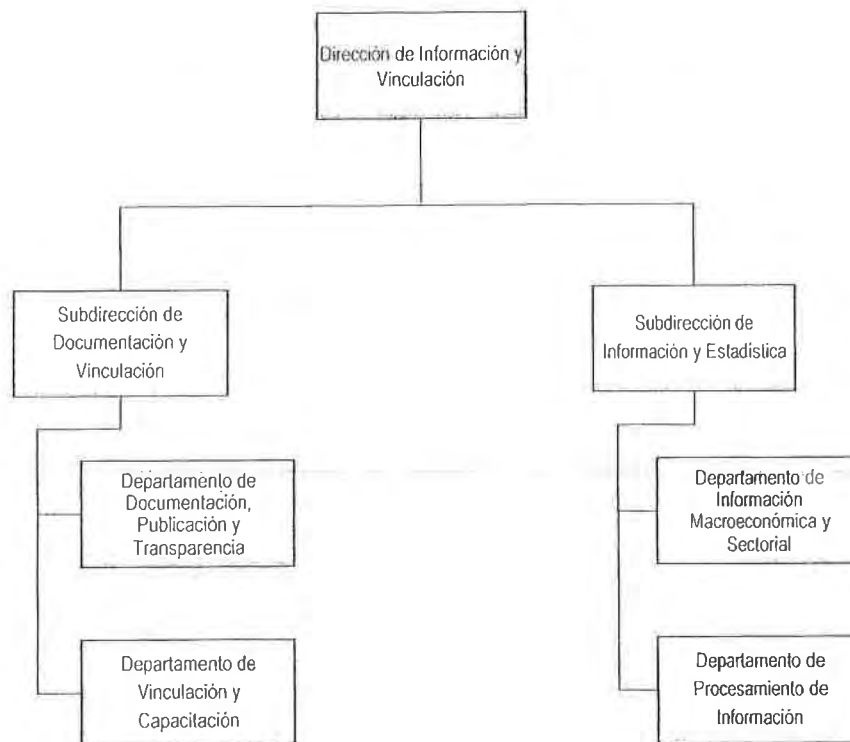 Dirección de Información y
Vinculación
Subdirección de
Documentación y
Vinculación
Subdirección de
Información y Estadística
Departamento de
Documentación,
Publicación y
Transparencia
Departamento de
Información
Macroeconómica y
Sectorial
Departamento de
Vinculación y
Capacitación
Departamento de
Procesamiento de
Información